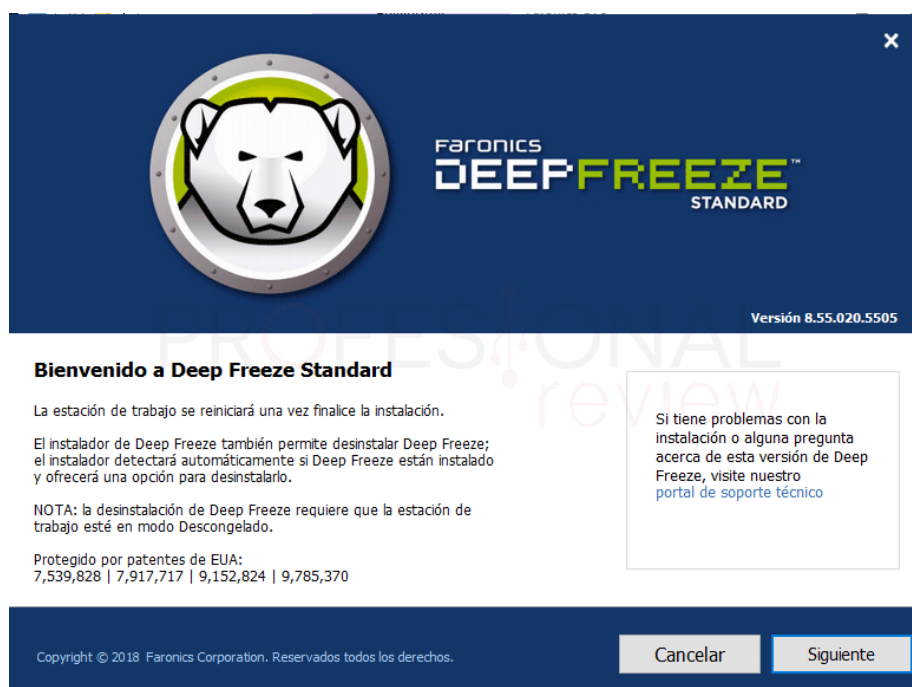 Faronics
DEEPFREEZE™
STANDARD
Versión 8.55.020.5505
PROFESIONAL
review
Bienvenido a Deep Freeze Standard
La estación de trabajo se reiniciará una vez finalice la instalación.
El instalador de Deep Freeze también permite desinstalar Deep Freeze;
el instalador detectará automáticamente si Deep Freeze están instalado
y ofrecerá una opción para desinstalarlo.
NOTA: la desinstalación de Deep Freeze requiere que la estación de
trabajo esté en modo Descongelado.
Protegido por patentes de EUA:
7,539,828 | 7,917,717 | 9,152,824 | 9,785,370
Si tiene problemas con la
instalación o alguna pregunta
acerca de esta versión de Deep
Freeze, visite nuestro
portal de soporte técnico
Copyright © 2018 Faronics Corporation. Reservados todos los derechos.
Cancelar
Siguiente